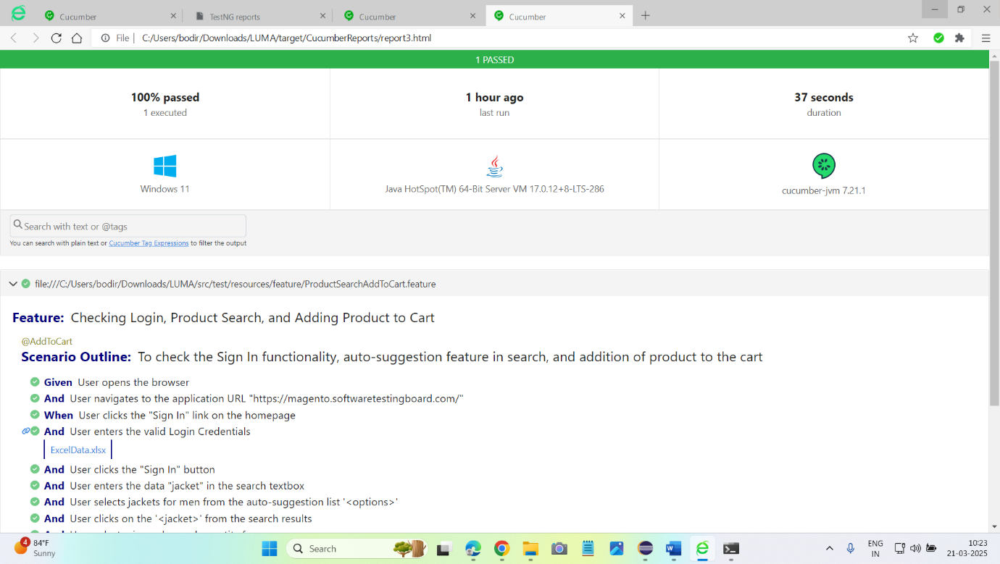 Cucumber
TestNG reports
Cucumber
Cucumber
File | C:/Users/bodir/Downloads/LUMA/target/CucumberReports/report3.html
1 PASSED
100% passed
1 executed
1 hour ago
last run
37 seconds
duration
Windows 11
Java HotSpot(TM) 64-Bit Server VM 17.0.12+8-LTS-286
cucumber-jvm 7.21.1
Search with text or @tags
You can search with plain text or Cucumber Tag Expressions to filter the output
file:///C:/Users/bodir/Downloads/LUMA/src/test/resources/feature/ProductSearchAddToCart.feature
Feature: Checking Login, Product Search, and Adding Product to Cart
@AddToCart
Scenario Outline: To check the Sign In functionality, auto-suggestion feature in search, and addition of product to the cart
Given User opens the browser
And User navigates to the application URL "https://magento.softwaretestingboard.com/"
When User clicks the "Sign In" link on the homepage
And User enters the valid Login Credentials
ExcelData.xlsx
And User clicks the "Sign In" button
And User enters the data "jacket" in the search textbox
And User selects jackets for men from the auto-suggestion list '<options>'
And User clicks on the '<jacket>' from the search results
4
84°F
Sunny
Search
ENG
IN
10:23
21-03-2025